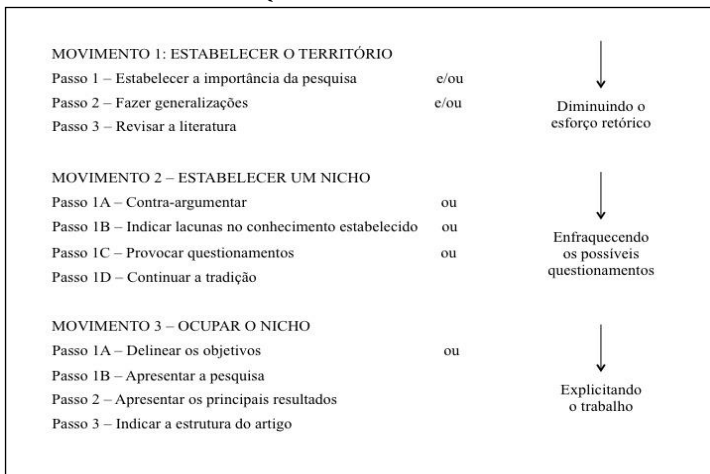 MOVIMENTO 1: ESTABELECER O TERRITÓRIO
Passo 1 – Estabelecer a importância da pesquisa e/ou
Passo 2 – Fazer generalizações e/ou
Passo 3 – Revisar a literatura
Diminuindo o
esforço retórico
MOVIMENTO 2 – ESTABELECER UM NICHO
Passo 1A – Contra-argumentar ou
Passo 1B – Indicar lacunas no conhecimento estabelecido ou
Passo 1C – Provocar questionamentos ou
Passo 1D – Continuar a tradição
Enfraquecendo
os possíveis
questionamentos
MOVIMENTO 3 – OCUPAR O NICHO
Passo 1A – Delinear os objetivos ou
Passo 1B – Apresentar a pesquisa
Passo 2 – Apresentar os principais resultados
Passo 3 – Indicar a estrutura do artigo
Explicitando
o trabalho